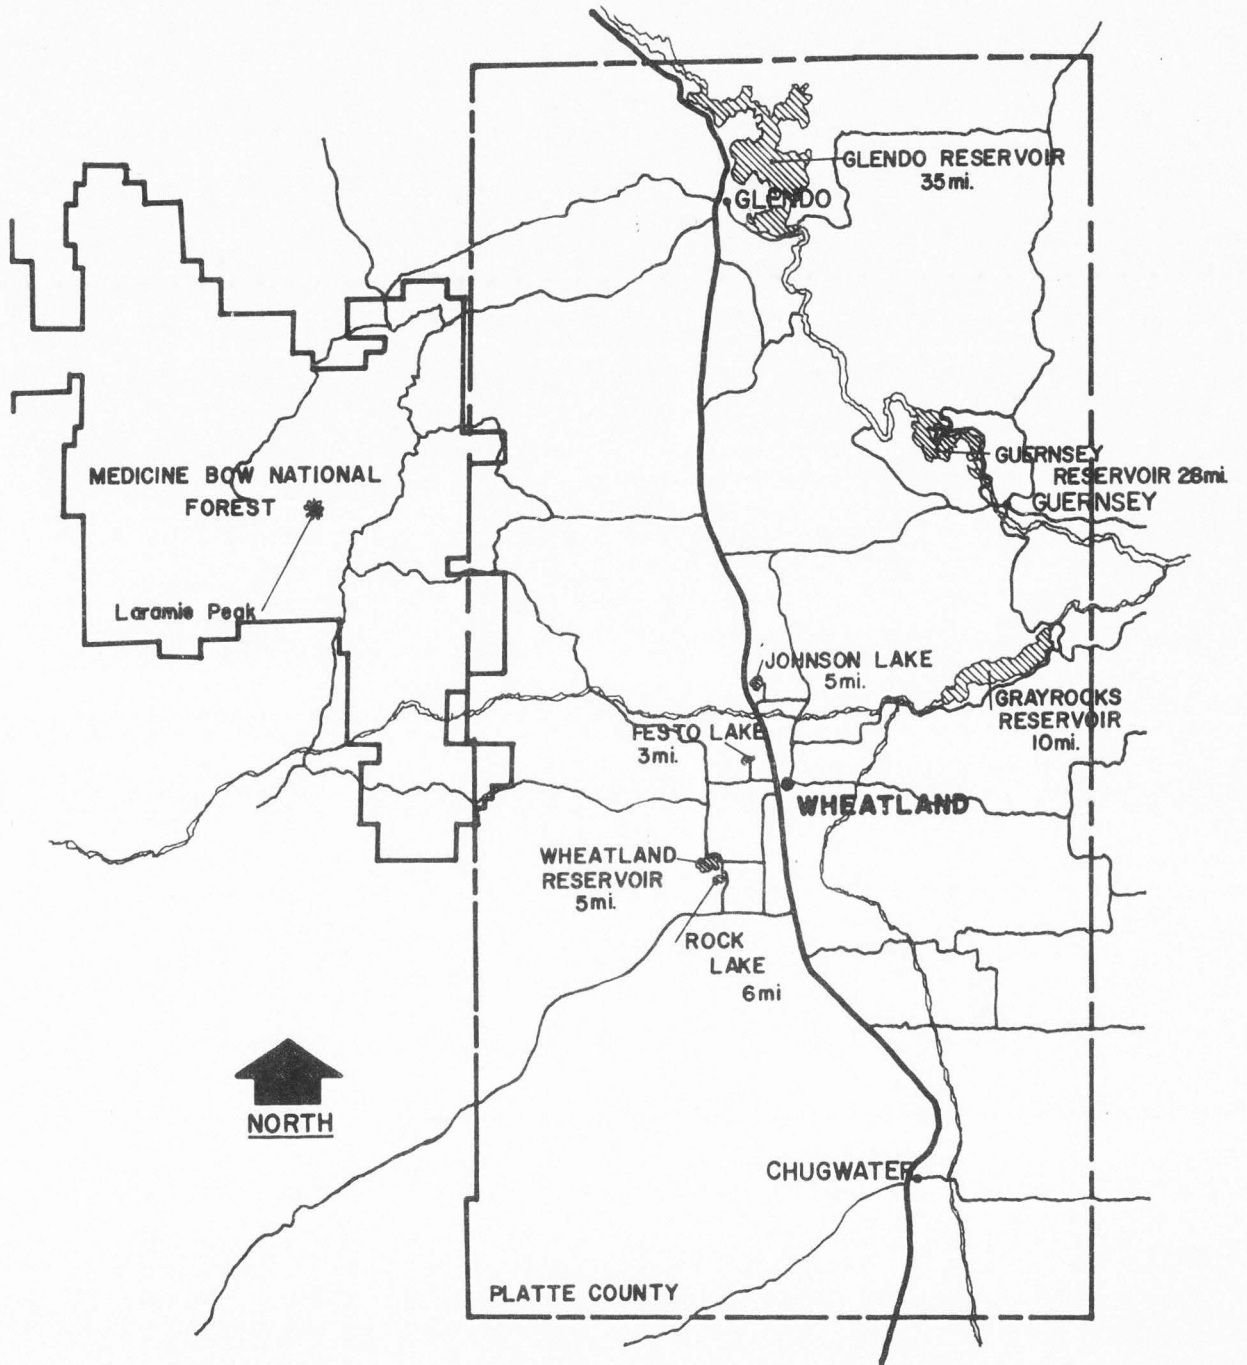 GLENDO RESERVOIR
35mi.
GLENDO
MEDICINE BOW NATIONAL
FOREST
GUERNSEY
RESERVOIR 28mi.
GUERNSEY
Laramie Peak
JOHNSON LAKE
5mi.
GRAYROCKS
RESERVOIR
10mi.
FESTO LAKE
3mi.
WHEATLAND
WHEATLAND
RESERVOIR
5mi.
ROCK
LAKE
6mi
NORTH
CHUGWATER
PLATTE COUNTY